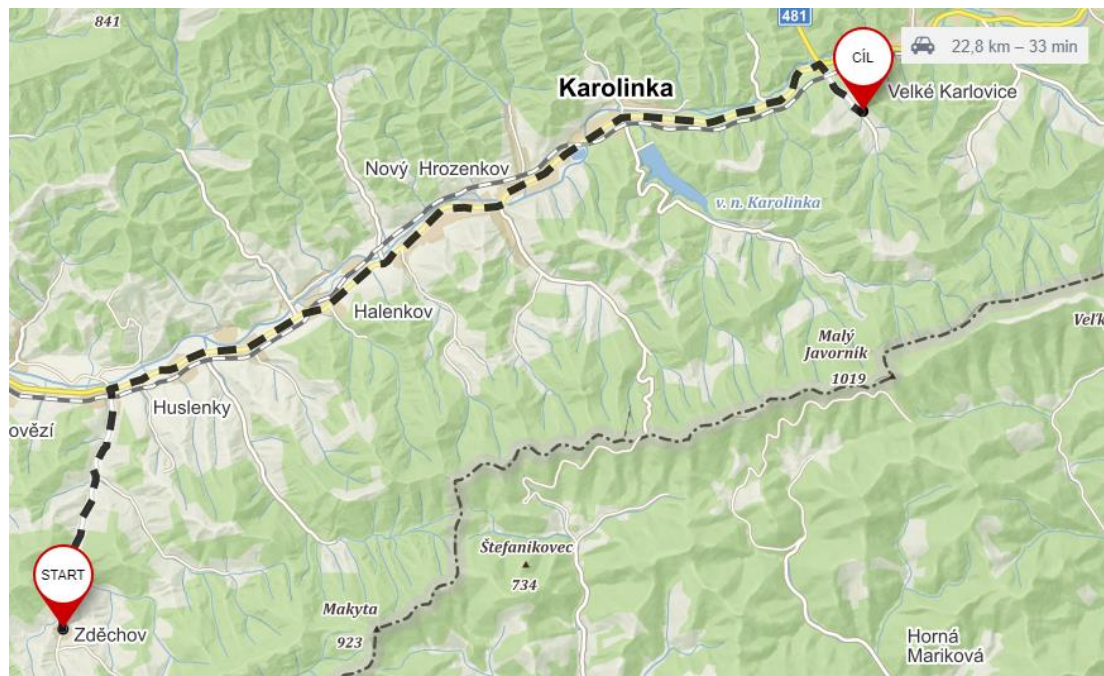 841
481
22,8 km – 33 min
CÍL
Velké Karlovice
Karolinka
Nový Hrozenkov
v. n. Karolinka
Halenkov
Malý
Javorník
1019
Veľk
Huslenky
ovězí
Štefanikovec
734
START
Zděchov
Makyta
923
Horná
Mariková